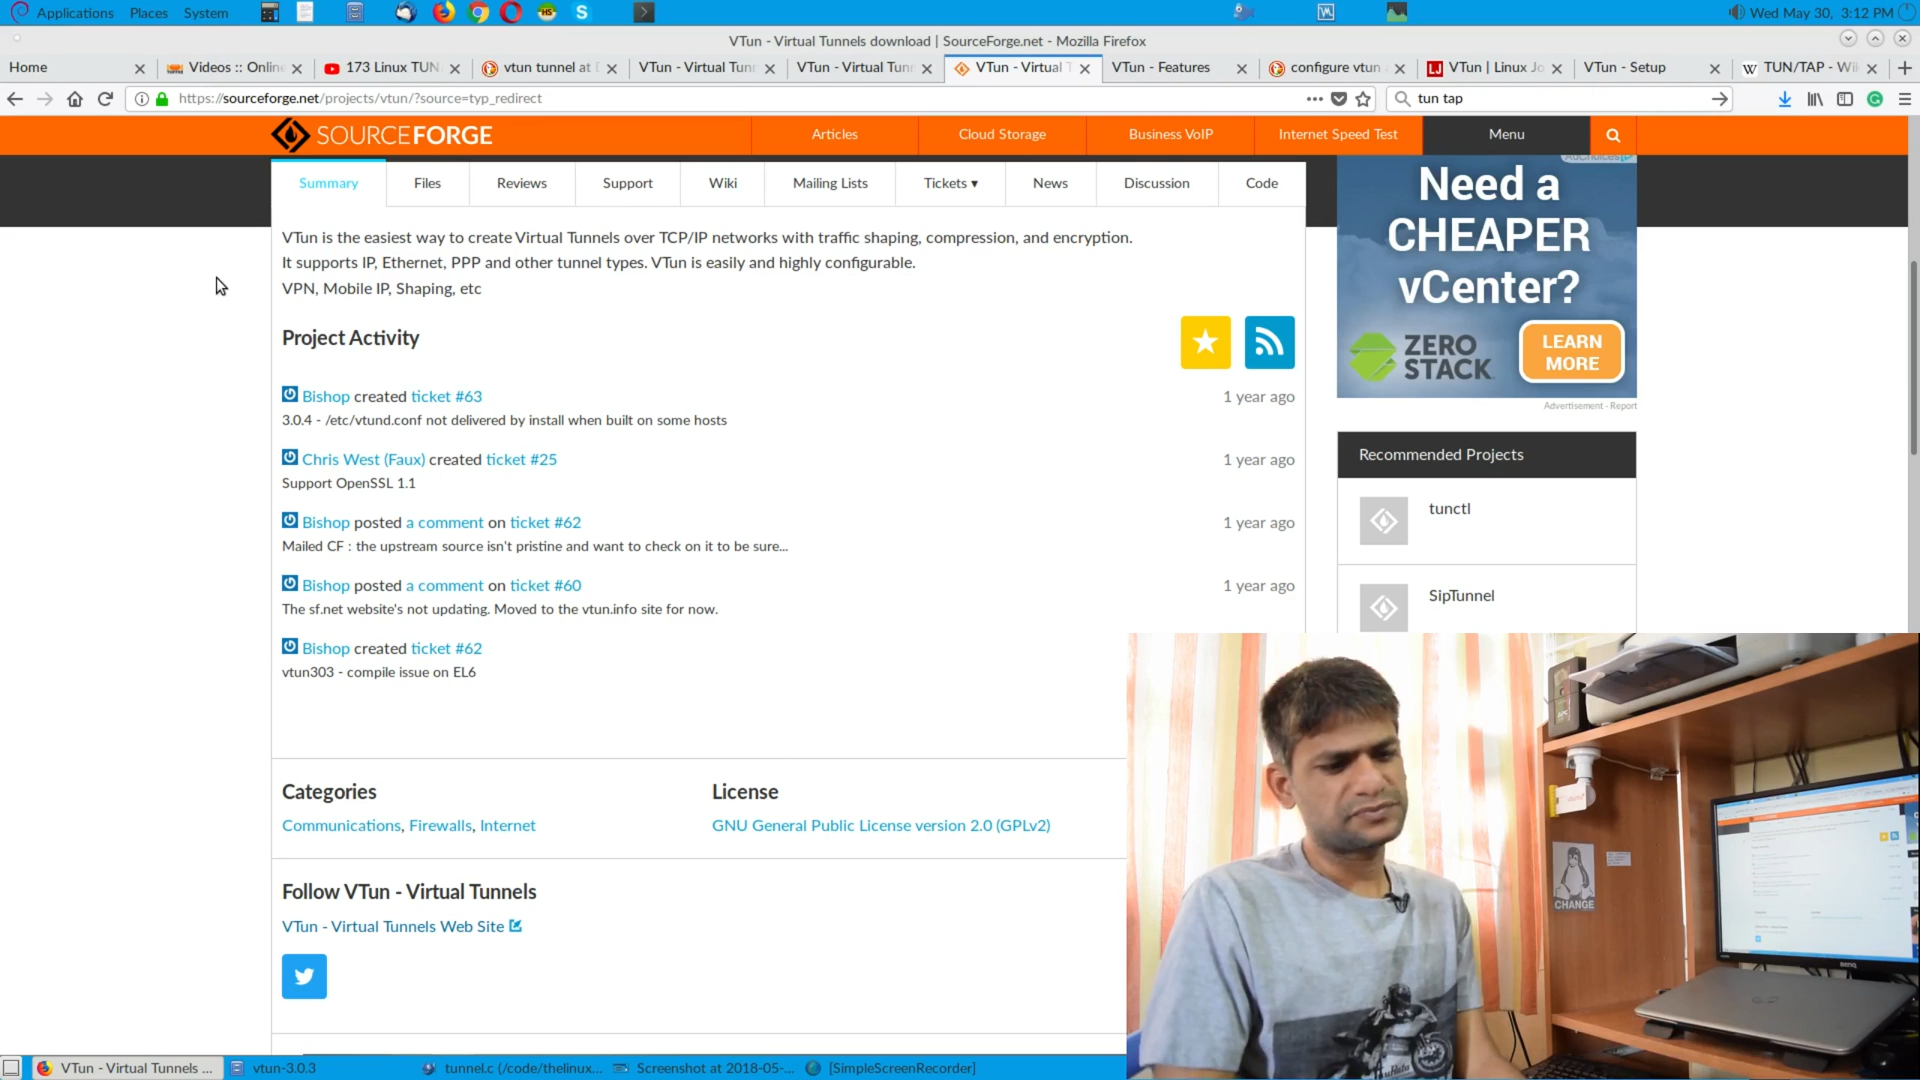 Applications Places System
Wed May 30, 3:12 PM
VTun - Virtual Tunnels download | SourceForge.net - Mozilla Firefox
Home
Videos :: Onlin
173 Linux TUN
vtun tunnel at
VTun - Virtual Tun
VTun - Virtual Tun
VTun - Virtual T
VTun - Features
configure vtun
VTun | Linux Jo
VTun - Setup
TUN/TAP - Wi
https://sourceforge.net/projects/vtun/?source=typ_redirect
tun tap
SOURCEFORGE
Articles
Cloud Storage
Business VoIP
Internet Speed Test
Menu
Summary
Files
Reviews
Support
Wiki
Mailing Lists
Tickets ▾
News
Discussion
Code
AdChoices
Need a
CHEAPER
vCenter?
ZERO
STACK
LEARN
MORE
Advertisement - Report
VTun is the easiest way to create Virtual Tunnels over TCP/IP networks with traffic shaping, compression, and encryption.
It supports IP, Ethernet, PPP and other tunnel types. VTun is easily and highly configurable.
VPN, Mobile IP, Shaping, etc
Project Activity
Bishop created ticket #63 1 year ago
3.0.4 - /etc/vtund.conf not delivered by install when built on some hosts
Chris West (Faux) created ticket #25 1 year ago
Support OpenSSL 1.1
Bishop posted a comment on ticket #62 1 year ago
Mailed CF : the upstream source isn't pristine and want to check on it to be sure...
Bishop posted a comment on ticket #60 1 year ago
The sf.net website's not updating. Moved to the vtun.info site for now.
Bishop created ticket #62
vtun303 - compile issue on EL6
Recommended Projects
tunctl
SipTunnel
Categories
Communications, Firewalls, Internet
License
GNU General Public License version 2.0 (GPLv2)
Follow VTun - Virtual Tunnels
VTun - Virtual Tunnels Web Site
CHANGE
BenQ
VTun - Virtual Tunnels ...
vtun-3.0.3
tunnel.c (/code/thelinux...
Screenshot at 2018-05-...
[SimpleScreenRecorder]